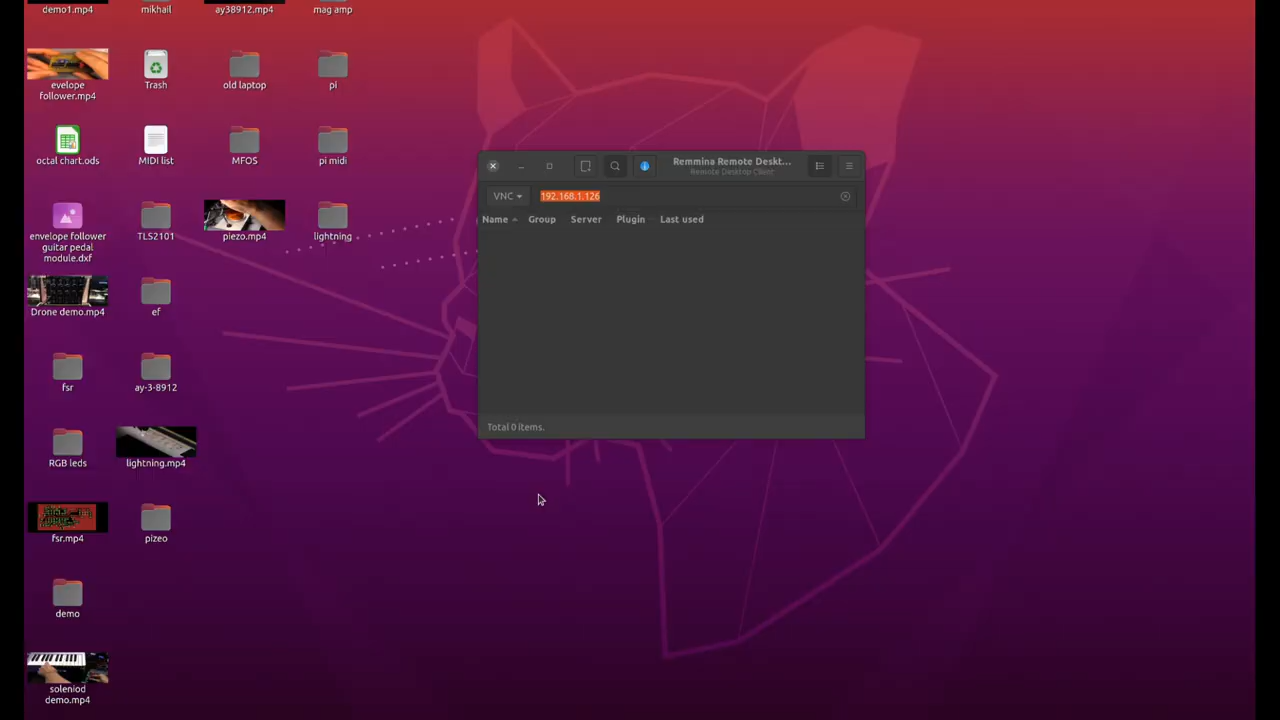 demo1.mp4
mikhail
ay38912.mp4
mag amp
evelope
follower.mp4
Trash
old laptop
pi
octal chart.ods
MIDI list
MFOS
pi midi
envelope follower
guitar pedal
module.dxf
TLS2101
piezo.mp4
lightning
Drone demo.mp4
ef
fsr
ay-3-8912
RGB leds
lightning.mp4
fsr.mp4
pizeo
demo
soleniod
demo.mp4
Remmina Remote Deskt...
Remote Desktop Client
VNC
192.168.1.126
Name Group Server Plugin Last used
Total 0 items.